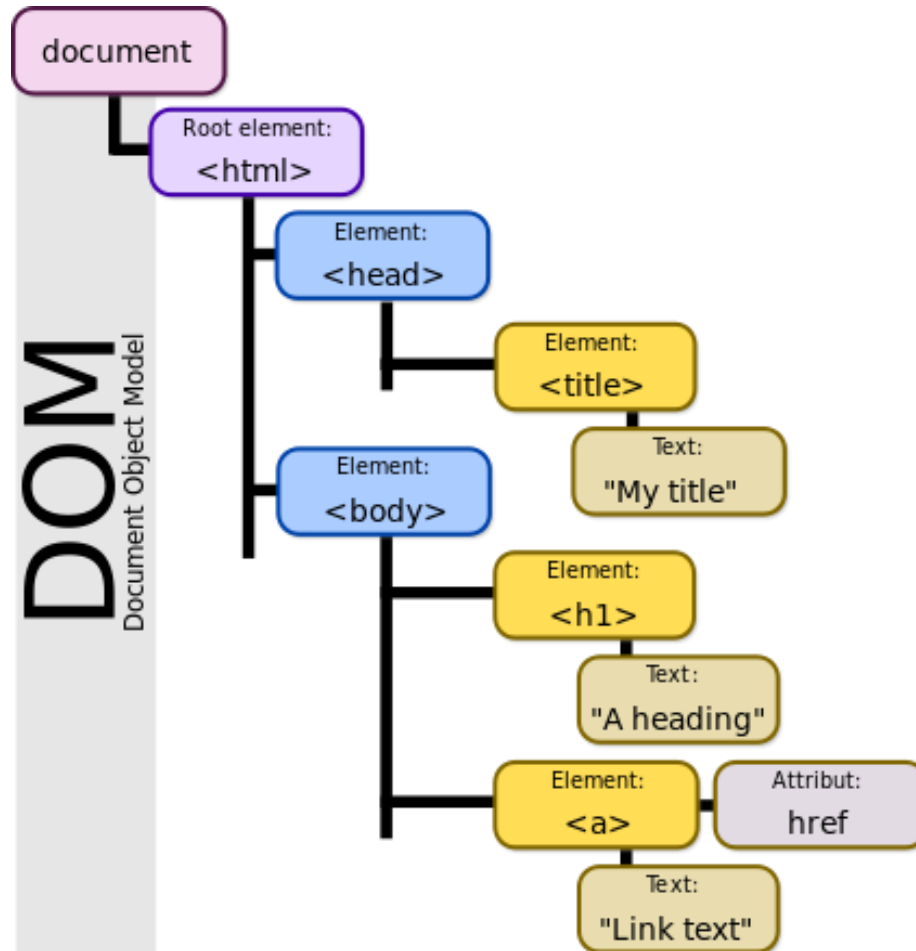 document
Root element:
<html>
Element:
<head>
Element:
<title>
Text:
"My title"
Element:
<body>
Element:
<h1>
Text:
"A heading"
Element:
<a>
Attribut:
href
Text:
"Link text"
DOM
Document Object Model